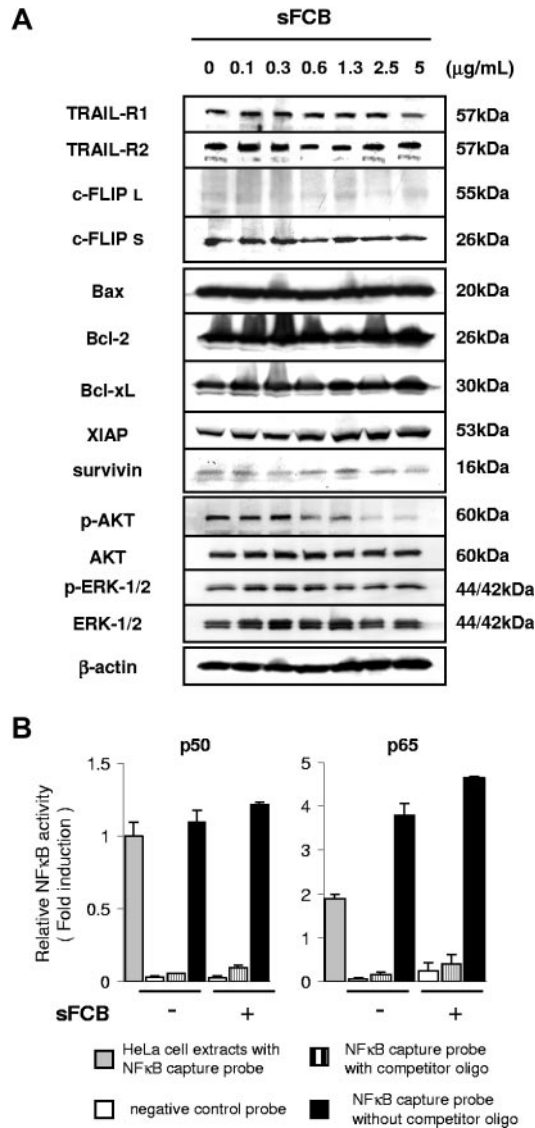 A
sFCB
0 0.1 0.3 0.6 1.3 2.5 5 (μg/mL)
TRAIL-R1 57kDa
TRAIL-R2 57kDa
c-FLIP L 55kDa
c-FLIP S 26kDa
Bax 20kDa
Bcl-2 26kDa
Bcl-xL 30kDa
XIAP 53kDa
survivin 16kDa
p-AKT 60kDa
AKT 60kDa
p-ERK-1/2 44/42kDa
ERK-1/2 44/42kDa
β-actin
B
p50 p65
Relative NFκB activity
( Fold induction )
1.5
1
0.5
0
5
4
3
2
1
0
sFCB - + - +
HeLa cell extracts with
NFκB capture probe
NFκB capture probe
with competitor oligo
negative control probe
NFκB capture probe
without competitor oligo